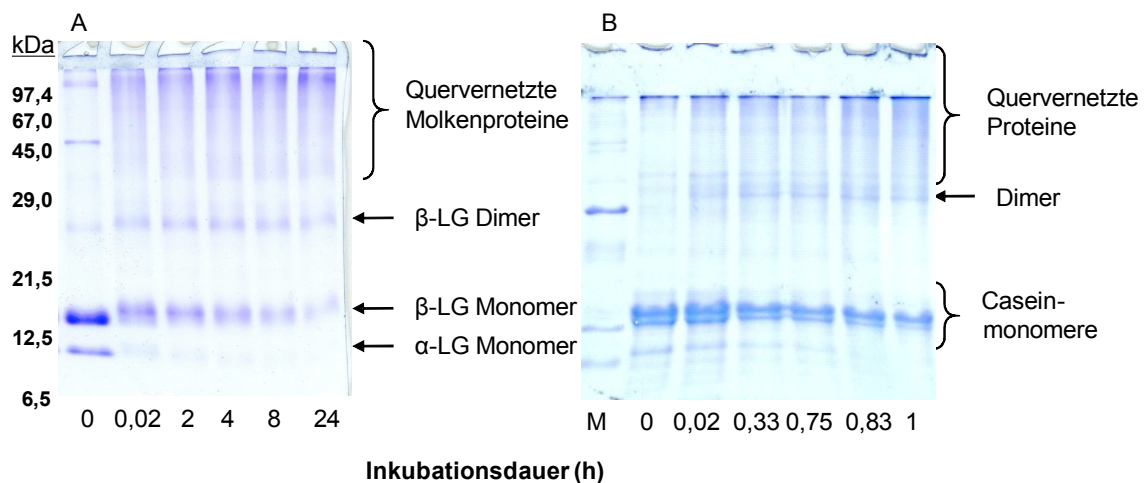 A
B
kDa
97,4
67,0
45,0
29,0
21,5
12,5
6,5
Quervernetzte
Molkenproteine
β-LG Dimer
β-LG Monomer
α-LG Monomer
Quervernetzte
Proteine
Dimer
Casein-
monomere
0 0,02 2 4 8 24
M 0 0,02 0,33 0,75 0,83 1
Inkubationsdauer (h)